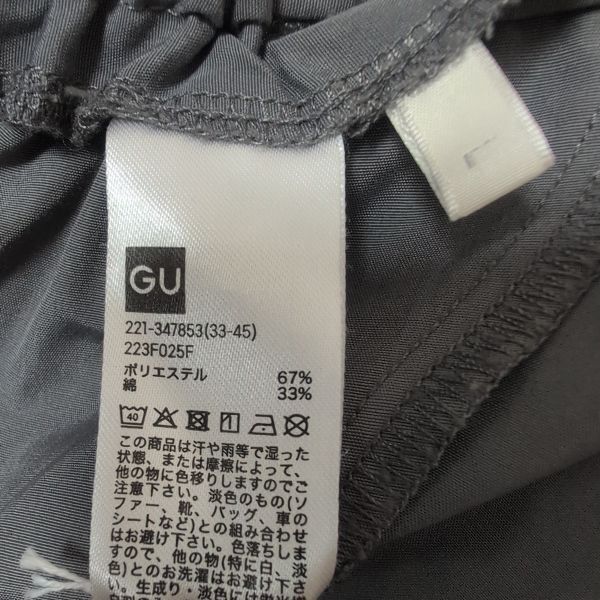 GU
221-347853(33-45)
223F025F
ポリエステル 67%
綿 33%
40
この商品は汗や雨等で湿った
状態、または摩擦によって、
他の物に色移りしますのでご
注意下さい。淡色のもの(ソ
ファー、靴、バッグ、車の
シートなど)との組み合わせ
はお避け下さい。色落ちしま
すので、他の物(特に白、淡
色)とのお洗濯はお避け下さ
い。生成り・淡色には蛍光増